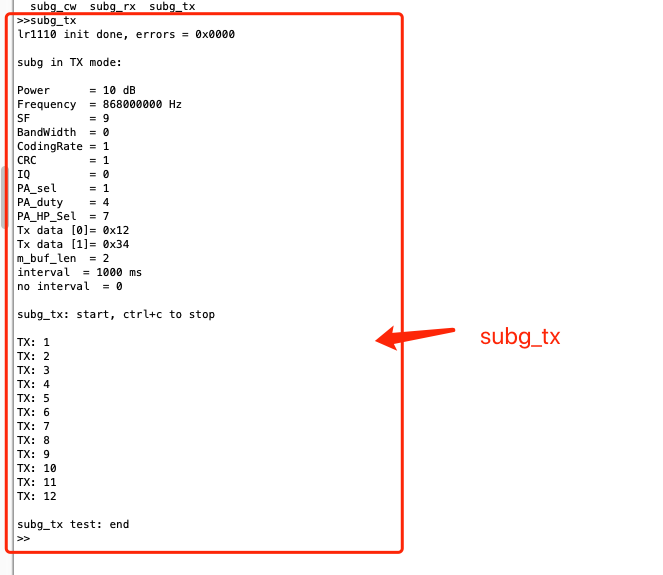 subg_cw  subg_rx  subg_tx
>>subg_tx
lr1110 init done, errors = 0x0000
subg in TX mode:
Power      = 10 dB
Frequency  = 868000000 Hz
SF         = 9
BandWidth  = 0
CodingRate = 1
CRC        = 1
IQ         = 0
PA_sel     = 1
PA_duty    = 4
PA_HP_Sel  = 7
Tx data [0]= 0x12
Tx data [1]= 0x34
m_buf_len  = 2
interval  = 1000 ms
no interval  = 0
subg_tx: start, ctrl+c to stop
subg_tx
TX: 1
TX: 2
TX: 3
TX: 4
TX: 5
TX: 6
TX: 7
TX: 8
TX: 9
TX: 10
TX: 11
TX: 12
subg_tx test: end
>>